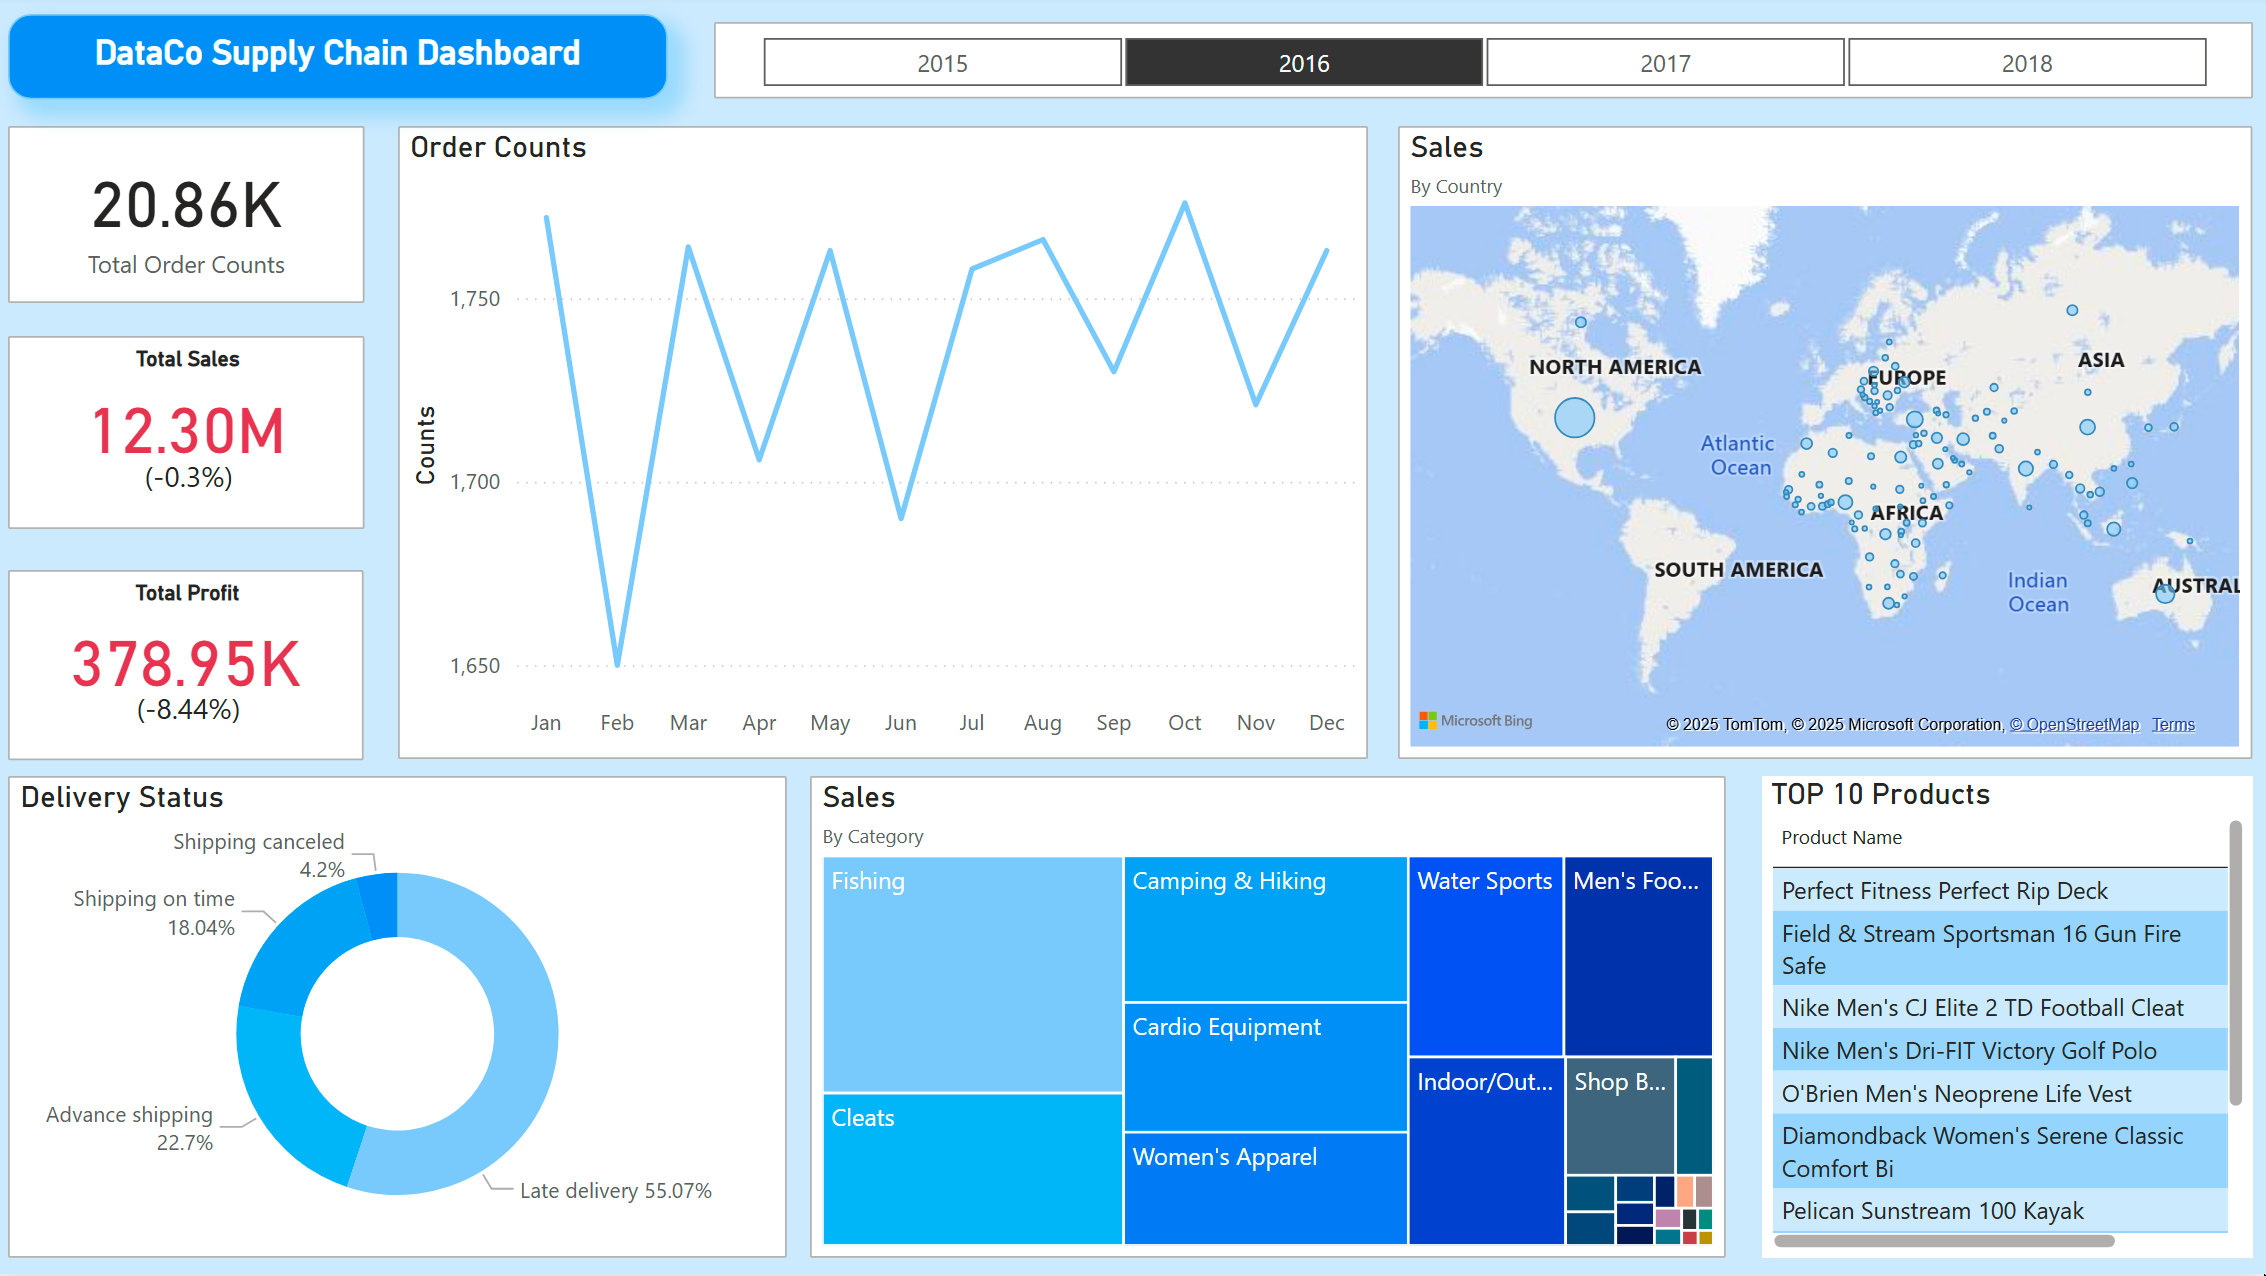 DataCo Supply Chain Dashboard
2015
2016
2017
2018
20.86K
Total Order Counts
Total Sales
12.30M
(-0.3%)
Total Profit
378.95K
(-8.44%)
Order Counts
Counts
1,750
1,700
1,650
Jan
Feb
Mar
Apr
May
Jun
Jul
Aug
Sep
Oct
Nov
Dec
Sales
By Country
NORTH AMERICA
EUROPE
ASIA
Atlantic
Ocean
AFRICA
SOUTH AMERICA
Indian
Ocean
AUSTRAL
Microsoft Bing
© 2025 TomTom, © 2025 Microsoft Corporation, © OpenStreetMap Terms
Delivery Status
Shipping canceled
4.2%
Shipping on time
18.04%
Advance shipping
22.7%
Late delivery 55.07%
Sales
By Category
Fishing
Cleats
Camping & Hiking
Cardio Equipment
Women's Apparel
Water Sports
Men's Foo...
Indoor/Out...
Shop B...
TOP 10 Products
Product Name
Perfect Fitness Perfect Rip Deck
Field & Stream Sportsman 16 Gun Fire
Safe
Nike Men's CJ Elite 2 TD Football Cleat
Nike Men's Dri-FIT Victory Golf Polo
O'Brien Men's Neoprene Life Vest
Diamondback Women's Serene Classic
Comfort Bi
Pelican Sunstream 100 Kayak